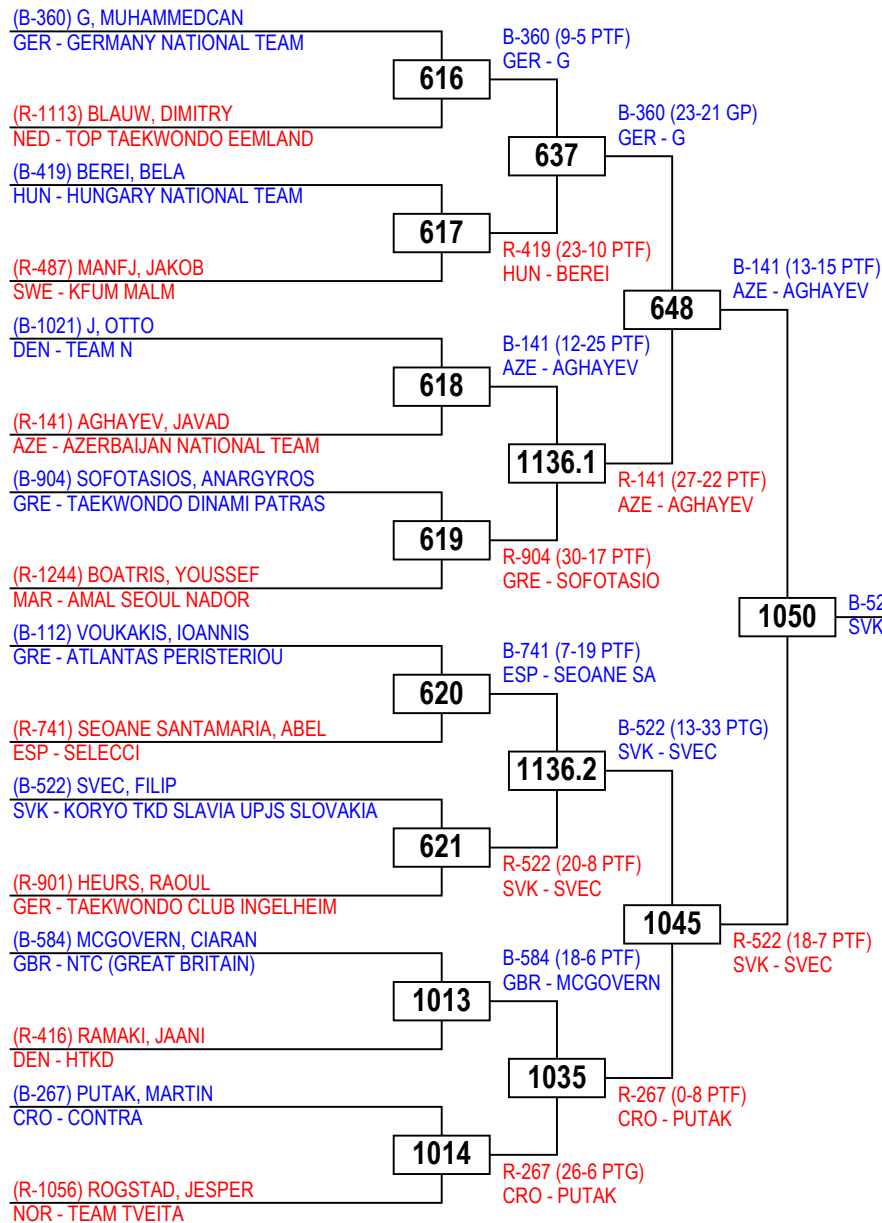 (B-360) G, MUHAMMEDCAN
GER - GERMANY NATIONAL TEAM
616
(R-1113) BLAUW, DIMITRY
NED - TOP TAEKWONDO EEMLAND
B-360 (9-5 PTF)
GER - G
637
(B-419) BEREI, BELA
HUN - HUNGARY NATIONAL TEAM
617
(R-487) MANFJ, JAKOB
SWE - KFUM MALM
R-419 (23-10 PTF)
HUN - BEREI
B-360 (23-21 GP)
GER - G
648
(B-1021) J, OTTO
DEN - TEAM N
618
(R-141) AGHAYEV, JAVAD
AZE - AZERBAIJAN NATIONAL TEAM
B-141 (12-25 PTF)
AZE - AGHAYEV
1136.1
(B-904) SOFOTASIOS, ANARGYROS
GRE - TAEKWONDO DINAMI PATRAS
619
(R-1244) BOATRIS, YOUSSEF
MAR - AMAL SEOUL NADOR
R-904 (30-17 PTF)
GRE - SOFOTASIO
R-141 (27-22 PTF)
AZE - AGHAYEV
B-141 (13-15 PTF)
AZE - AGHAYEV
1050
B-52
SVK
(B-112) VOUKAKIS, IOANNIS
GRE - ATLANTAS PERISTERIOU
620
(R-741) SEOANE SANTAMARIA, ABEL
ESP - SELECCI
B-741 (7-19 PTF)
ESP - SEOANE SA
1136.2
(B-522) SVEC, FILIP
SVK - KORYO TKD SLAVIA UPJS SLOVAKIA
621
(R-901) HEURS, RAOUL
GER - TAEKWONDO CLUB INGELHEIM
R-522 (20-8 PTF)
SVK - SVEC
B-522 (13-33 PTG)
SVK - SVEC
1045
R-522 (18-7 PTF)
SVK - SVEC
(B-584) MCGOVERN, CIARAN
GBR - NTC (GREAT BRITAIN)
1013
(R-416) RAMAKI, JAANI
DEN - HTKD
B-584 (18-6 PTF)
GBR - MCGOVERN
1035
(B-267) PUTAK, MARTIN
CRO - CONTRA
1014
(R-1056) ROGSTAD, JESPER
NOR - TEAM TVEITA
R-267 (26-6 PTG)
CRO - PUTAK
R-267 (0-8 PTF)
CRO - PUTAK